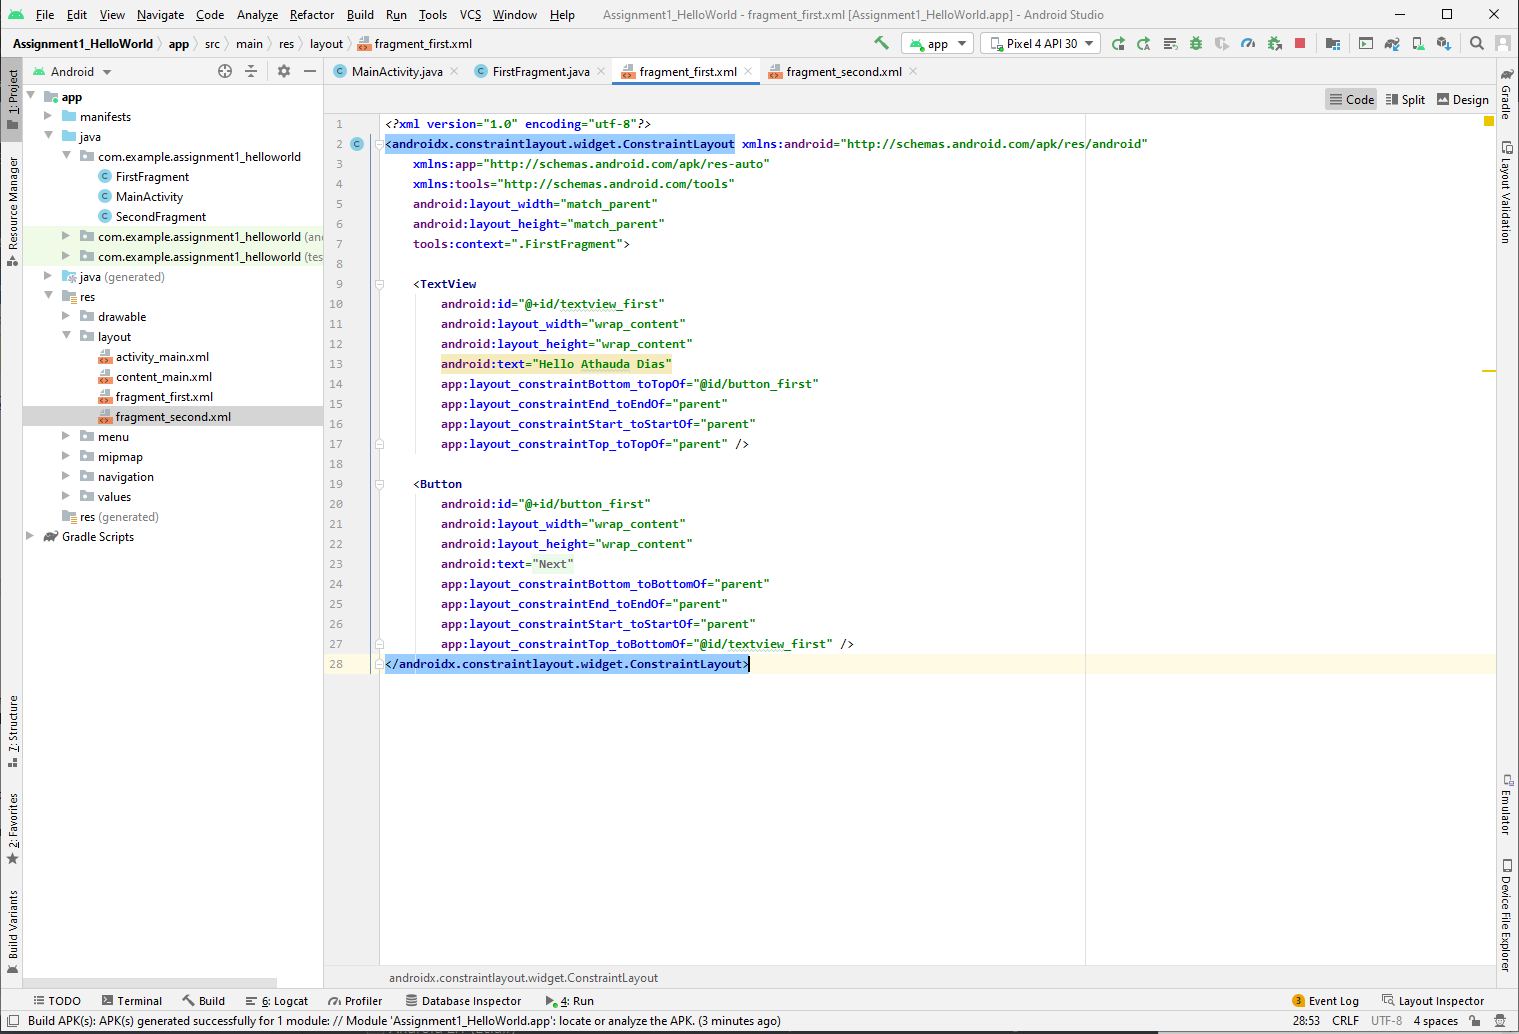 File Edit View Navigate Code Analyze Refactor Build Run Tools VCS Window Help Assignment1_HelloWorld - fragment_first.xml [Assignment1_HelloWorld.app] - Android Studio
Assignment1_HelloWorld app src main res layout fragment_first.xml app Pixel 4 API 30
Android MainActivity.java FirstFragment.java fragment_first.xml fragment_second.xml
Code Split Design
1: Project
Resource Manager
7: Structure
2: Favorites
Build Variants
app
manifests
java
com.example.assignment1_helloworld
FirstFragment
MainActivity
SecondFragment
com.example.assignment1_helloworld (an
com.example.assignment1_helloworld (tes
java (generated)
res
drawable
layout
activity_main.xml
content_main.xml
fragment_first.xml
fragment_second.xml
menu
mipmap
navigation
values
res (generated)
Gradle Scripts
1 <?xml version="1.0" encoding="utf-8"?>
2 C <androidx.constraintlayout.widget.ConstraintLayout xmlns:android="http://schemas.android.com/apk/res/android"
3 xmlns:app="http://schemas.android.com/apk/res-auto"
4 xmlns:tools="http://schemas.android.com/tools"
5 android:layout_width="match_parent"
6 android:layout_height="match_parent"
7 tools:context=".FirstFragment">
8
9 <TextView
10 android:id="@+id/textview_first"
11 android:layout_width="wrap_content"
12 android:layout_height="wrap_content"
13 android:text="Hello Athauda Dias"
14 app:layout_constraintBottom_toTopOf="@id/button_first"
15 app:layout_constraintEnd_toEndOf="parent"
16 app:layout_constraintStart_toStartOf="parent"
17 app:layout_constraintTop_toTopOf="parent" />
18
19 <Button
20 android:id="@+id/button_first"
21 android:layout_width="wrap_content"
22 android:layout_height="wrap_content"
23 android:text="Next"
24 app:layout_constraintBottom_toBottomOf="parent"
25 app:layout_constraintEnd_toEndOf="parent"
26 app:layout_constraintStart_toStartOf="parent"
27 app:layout_constraintTop_toBottomOf="@id/textview_first" />
28 </androidx.constraintlayout.widget.ConstraintLayout>
androidx.constraintlayout.widget.ConstraintLayout
Gradle
Layout Validation
Emulator
Device File Explorer
TODO Terminal Build 6: Logcat Profiler Database Inspector 4: Run 3 Event Log Layout Inspector
Build APK(s): APK(s) generated successfully for 1 module: // Module 'Assignment1_HelloWorld.app': locate or analyze the APK. (3 minutes ago) 28:53 CRLF UTF-8 4 spaces